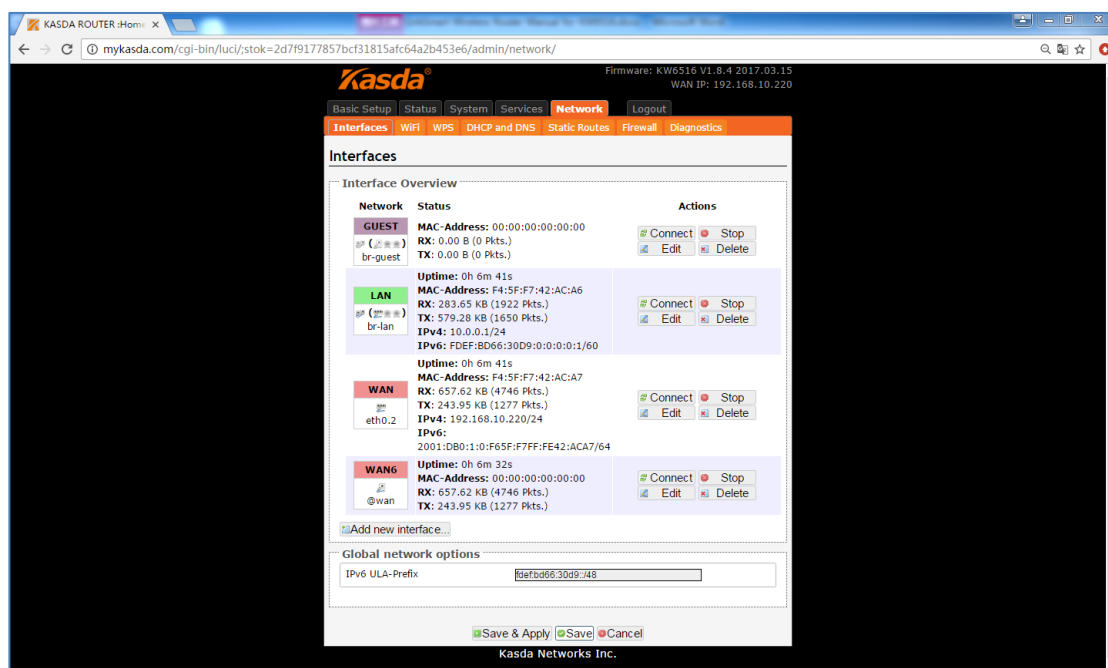 KASDA ROUTER :Home
mykasda.com/cgi-bin/luci/;stok=2d7f9177857bcf31815afc64a2b453e6/admin/network/
Kasda®
Firmware: KW6516 V1.8.4 2017.03.15
WAN IP: 192.168.10.220
Basic Setup Status System Services Network Logout
Interfaces WiFi WPS DHCP and DNS Static Routes Firewall Diagnostics
Interfaces
Interface Overview
Network Status Actions
GUEST
br-guest
MAC-Address: 00:00:00:00:00:00
RX: 0.00 B (0 Pkts.)
TX: 0.00 B (0 Pkts.)
Connect Stop
Edit Delete
LAN
br-lan
Uptime: 0h 6m 41s
MAC-Address: F4:5F:F7:42:AC:A6
RX: 283.65 KB (1922 Pkts.)
TX: 579.28 KB (1650 Pkts.)
IPv4: 10.0.0.1/24
IPv6: FDEF:BD66:30D9:0:0:0:0:1/60
Connect Stop
Edit Delete
WAN
eth0.2
Uptime: 0h 6m 41s
MAC-Address: F4:5F:F7:42:AC:A7
RX: 657.62 KB (4746 Pkts.)
TX: 243.95 KB (1277 Pkts.)
IPv4: 192.168.10.220/24
IPv6:
2001:DB0:1:0:F65F:F7FF:FE42:ACA7/64
Connect Stop
Edit Delete
WAN6
@wan
Uptime: 0h 6m 32s
MAC-Address: 00:00:00:00:00:00
RX: 657.62 KB (4746 Pkts.)
TX: 243.95 KB (1277 Pkts.)
Connect Stop
Edit Delete
Add new interface...
Global network options
IPv6 ULA-Prefix fdef:bd66:30d9::/48
Save & Apply Save Cancel
Kasda Networks Inc.